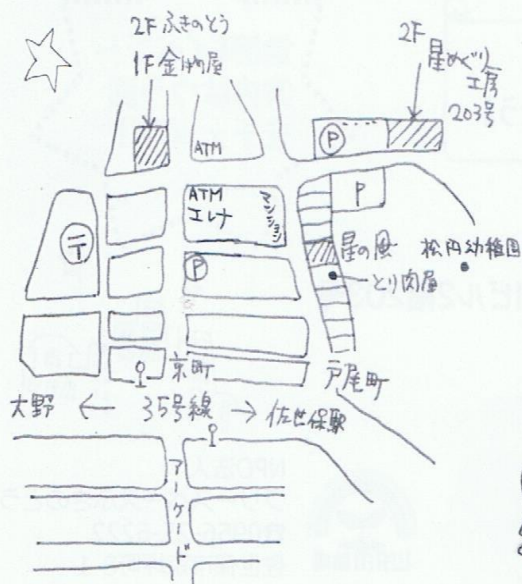 2F ふきのとう
1F 金物屋
2F
星めぐり
工房
203号
ATM
P
ATM
エレナ
マンション
P
〒
P
星の風
松円幼稚園
とり肉屋
京町
戸尾町
大野 ← 35号線 → 佐世保駅
アーケード